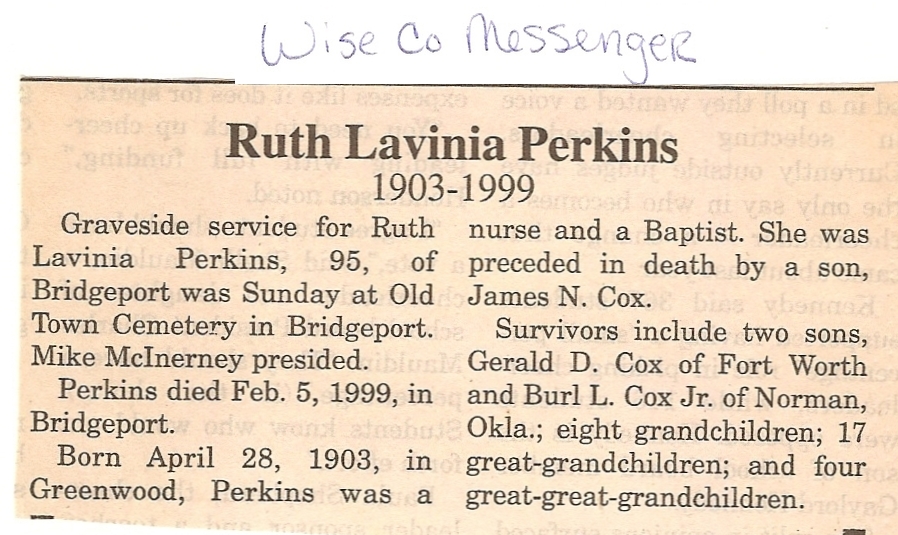 Wise Co Messenger
Ruth Lavinia Perkins
1903-1999
Graveside service for Ruth
Lavinia Perkins, 95, of
Bridgeport was Sunday at Old
Town Cemetery in Bridgeport.
Mike McInerney presided.
Perkins died Feb. 5, 1999, in
Bridgeport.
Born April 28, 1903, in
Greenwood, Perkins was a
nurse and a Baptist. She was
preceded in death by a son,
James N. Cox.
Survivors include two sons,
Gerald D. Cox of Fort Worth
and Burl L. Cox Jr. of Norman,
Okla.; eight grandchildren; 17
great-grandchildren; and four
great-great-grandchildren.